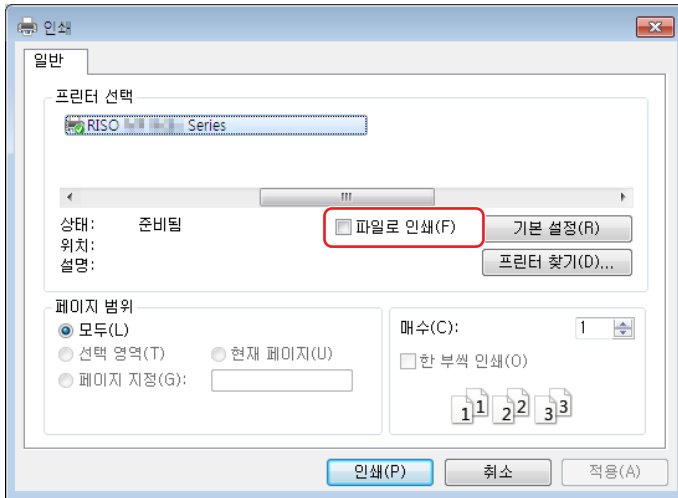 인쇄
일반
프린터 선택
RISO Series
상태: 준비됨
파일로 인쇄(F)
기본 설정(R)
위치:
설명:
프린터 찾기(D)...
페이지 범위
모두(L)
선택 영역(T) 현재 페이지(U)
페이지 지정(G):
매수(C): 1
한 부씩 인쇄(O)
1 1 2 2 3 3
인쇄(P) 취소 적용(A)